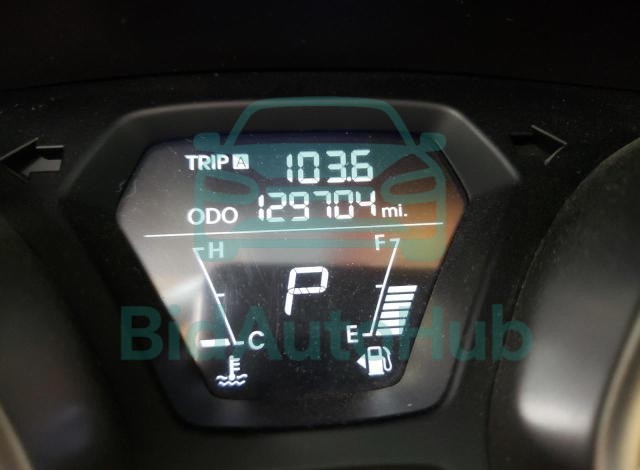 TRIP A 103.6
ODO 129704 mi.
H F
P
C E
BidAutoHub